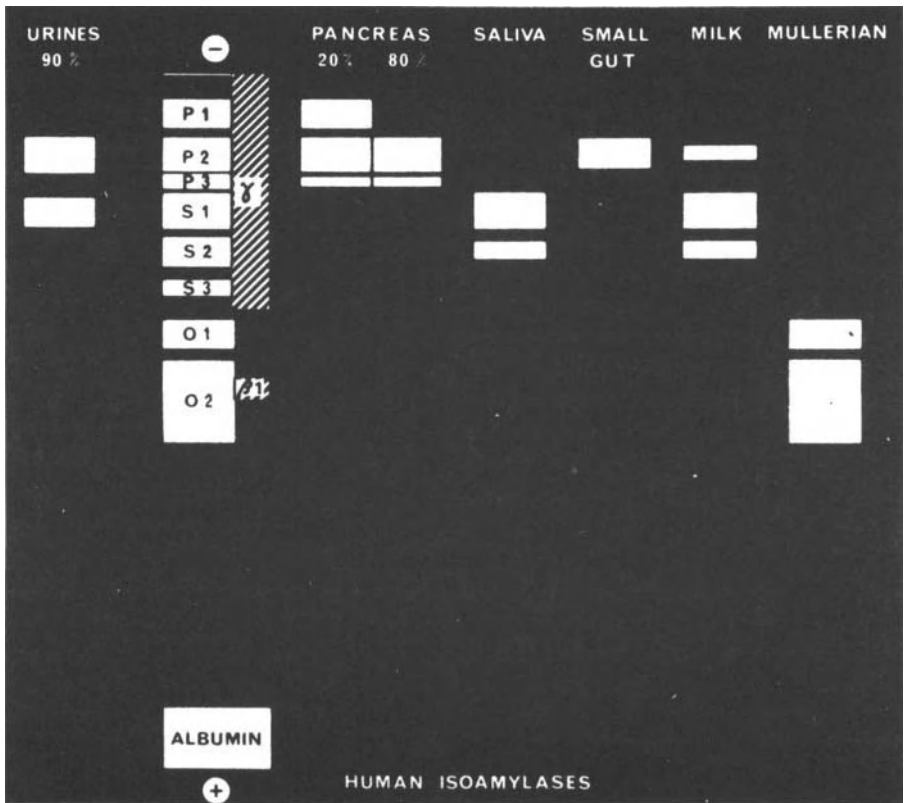 URINES
90 %
⊖
PANCREAS
20 % 80 %
SALIVA
SMALL
GUT
MILK
MULLERIAN
P 1
P 2
P 3
γ
S 1
S 2
S 3
O 1
O 2
ALBUMIN
⊕
HUMAN ISOAMYLASES